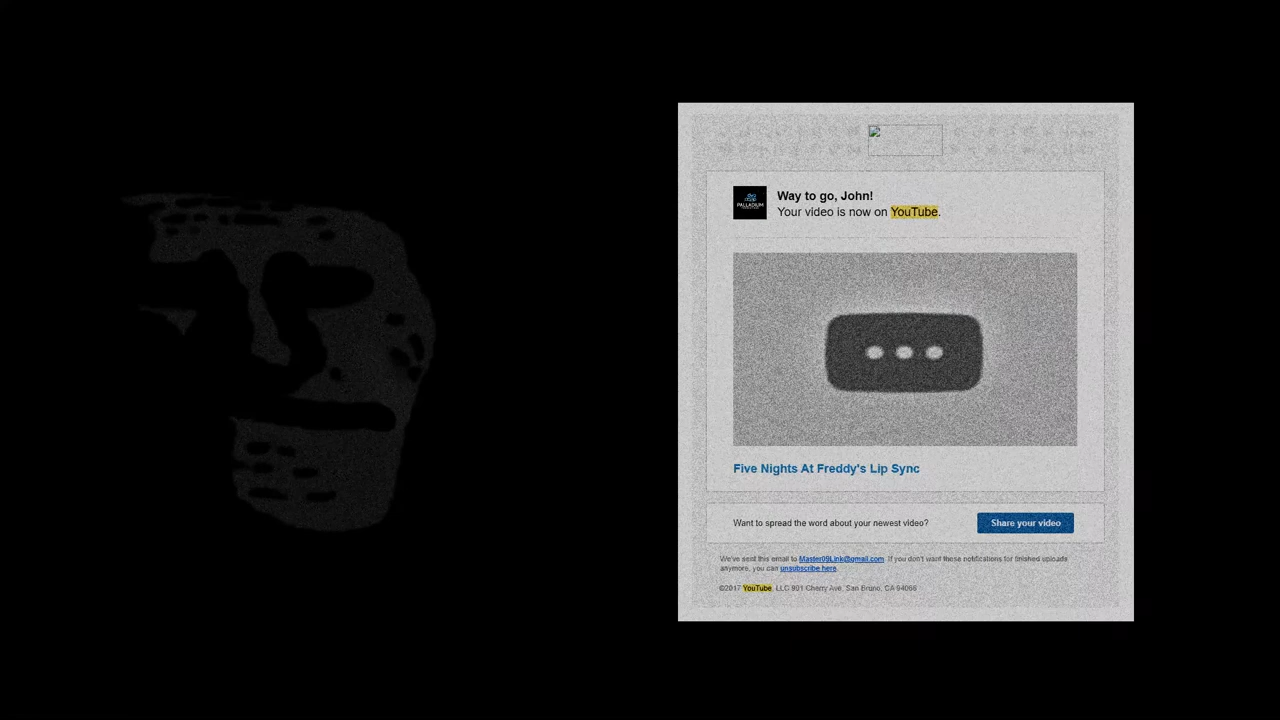 Way to go, John!
PALLADIUM
Your video is now on YouTube.
Five Nights At Freddy's Lip Sync
Want to spread the word about your newest video?
Share your video
We've sent this email to Master09Link@gmail.com. If you don't want these notifications for finished uploads
anymore, you can unsubscribe here.
©2017 YouTube, LLC 901 Cherry Ave, San Bruno, CA 94066